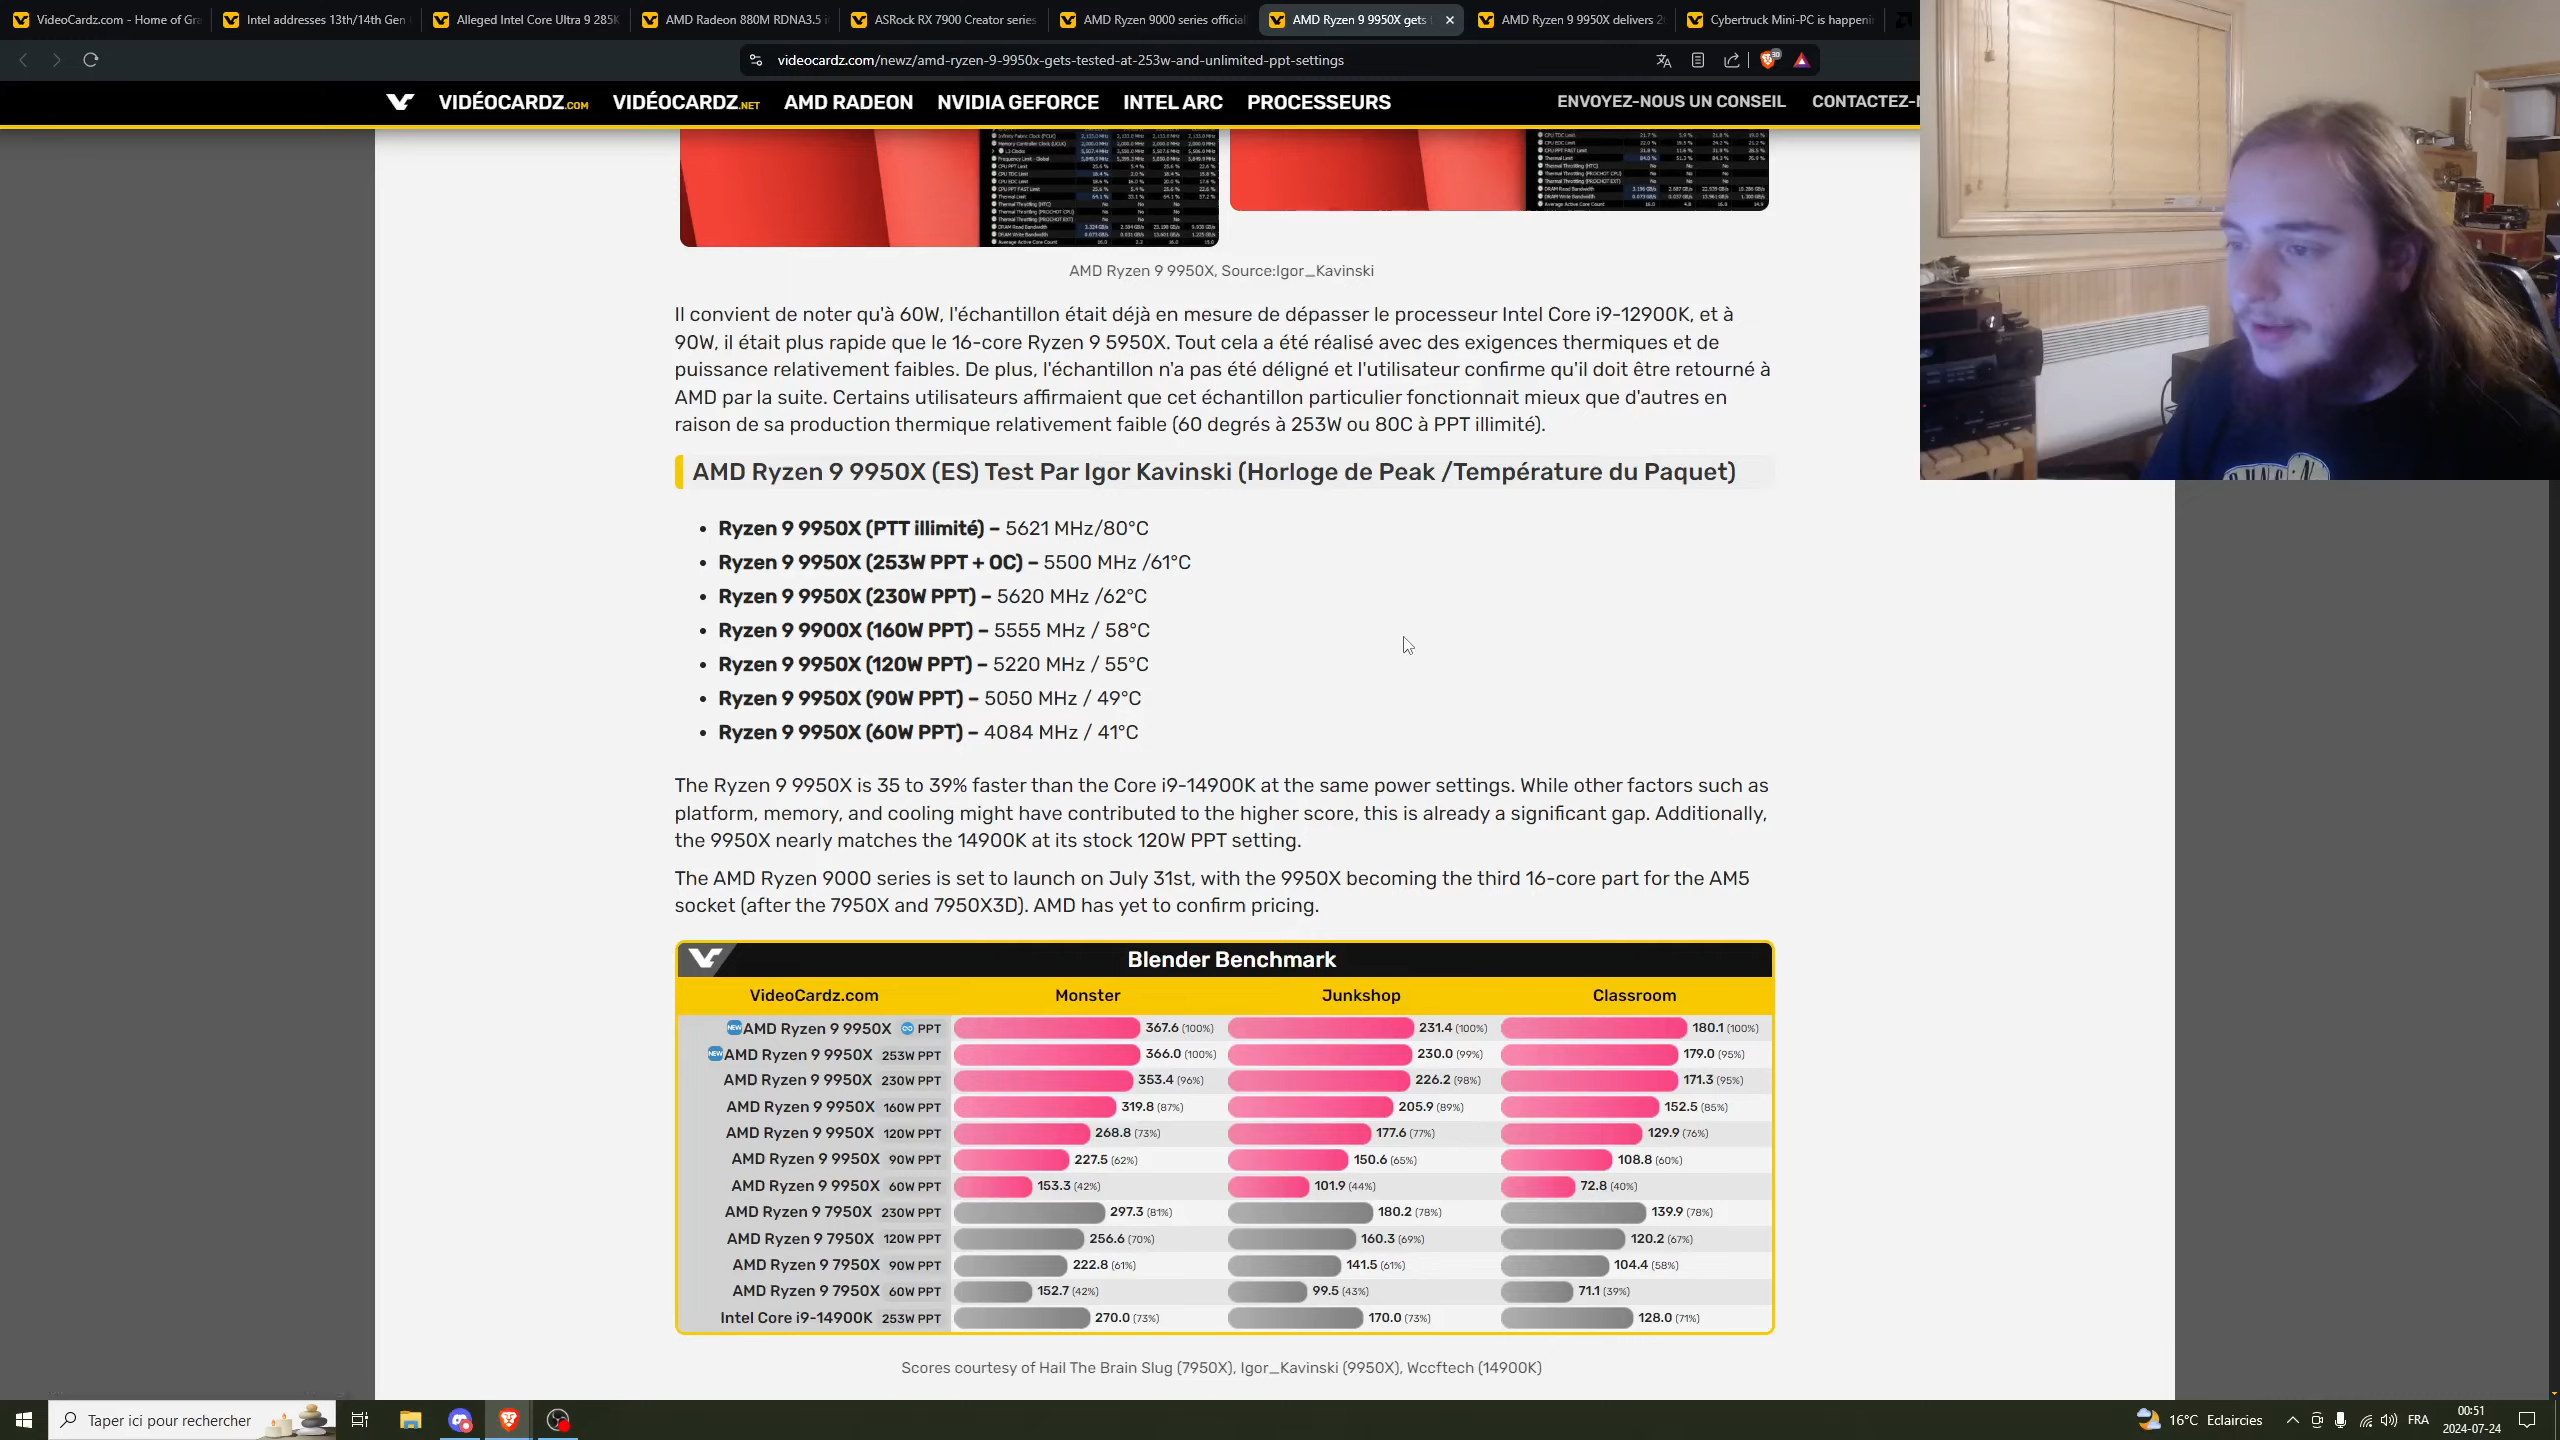 VideoCardz.com - Home of Gra
Intel addresses 13th/14th Gen
Alleged Intel Core Ultra 9 285K
AMD Radeon 880M RDNA3.5 i
ASRock RX 7900 Creator series
AMD Ryzen 9000 series official
AMD Ryzen 9 9950X gets t
AMD Ryzen 9 9950X delivers 2
Cybertruck Mini-PC is happenin
videocardz.com/newz/amd-ryzen-9-9950x-gets-tested-at-253w-and-unlimited-ppt-settings
VIDÉOCARDZ.COM VIDÉOCARDZ.NET AMD RADEON NVIDIA GEFORCE INTEL ARC PROCESSEURS ENVOYEZ-NOUS UN CONSEIL CONTACTEZ-N
AMD Ryzen 9 9950X, Source:Igor_Kavinski
Il convient de noter qu'à 60W, l'échantillon était déjà en mesure de dépasser le processeur Intel Core i9-12900K, et à
90W, il était plus rapide que le 16-core Ryzen 9 5950X. Tout cela a été réalisé avec des exigences thermiques et de
puissance relativement faibles. De plus, l'échantillon n'a pas été déligné et l'utilisateur confirme qu'il doit être retourné à
AMD par la suite. Certains utilisateurs affirmaient que cet échantillon particulier fonctionnait mieux que d'autres en
raison de sa production thermique relativement faible (60 degrés à 253W ou 80C à PPT illimité).
AMD Ryzen 9 9950X (ES) Test Par Igor Kavinski (Horloge de Peak /Température du Paquet)
• Ryzen 9 9950X (PTT illimité) – 5621 MHz/80°C
• Ryzen 9 9950X (253W PPT + OC) – 5500 MHz /61°C
• Ryzen 9 9950X (230W PPT) – 5620 MHz /62°C
• Ryzen 9 9900X (160W PPT) – 5555 MHz / 58°C
• Ryzen 9 9950X (120W PPT) – 5220 MHz / 55°C
• Ryzen 9 9950X (90W PPT) – 5050 MHz / 49°C
• Ryzen 9 9950X (60W PPT) – 4084 MHz / 41°C
The Ryzen 9 9950X is 35 to 39% faster than the Core i9-14900K at the same power settings. While other factors such as
platform, memory, and cooling might have contributed to the higher score, this is already a significant gap. Additionally,
the 9950X nearly matches the 14900K at its stock 120W PPT setting.
The AMD Ryzen 9000 series is set to launch on July 31st, with the 9950X becoming the third 16-core part for the AM5
socket (after the 7950X and 7950X3D). AMD has yet to confirm pricing.
Blender Benchmark
VideoCardz.com Monster Junkshop Classroom
NEW AMD Ryzen 9 9950X ∞ PPT 367.6 (100%) 231.4 (100%) 180.1 (100%)
NEW AMD Ryzen 9 9950X 253W PPT 366.0 (100%) 230.0 (99%) 179.0 (95%)
AMD Ryzen 9 9950X 230W PPT 353.4 (96%) 226.2 (98%) 171.3 (95%)
AMD Ryzen 9 9950X 160W PPT 319.8 (87%) 205.9 (89%) 152.5 (85%)
AMD Ryzen 9 9950X 120W PPT 268.8 (73%) 177.6 (77%) 129.9 (76%)
AMD Ryzen 9 9950X 90W PPT 227.5 (62%) 150.6 (65%) 108.8 (60%)
AMD Ryzen 9 9950X 60W PPT 153.3 (42%) 101.9 (44%) 72.8 (40%)
AMD Ryzen 9 7950X 230W PPT 297.3 (81%) 180.2 (78%) 139.9 (78%)
AMD Ryzen 9 7950X 120W PPT 256.6 (70%) 160.3 (69%) 120.2 (67%)
AMD Ryzen 9 7950X 90W PPT 222.8 (61%) 141.5 (61%) 104.4 (58%)
AMD Ryzen 9 7950X 60W PPT 152.7 (42%) 99.5 (43%) 71.1 (39%)
Intel Core i9-14900K 253W PPT 270.0 (73%) 170.0 (73%) 128.0 (71%)
Scores courtesy of Hail The Brain Slug (7950X), Igor_Kavinski (9950X), Wccftech (14900K)
Taper ici pour rechercher
16°C Eclaircies
FRA
00:51
2024-07-24